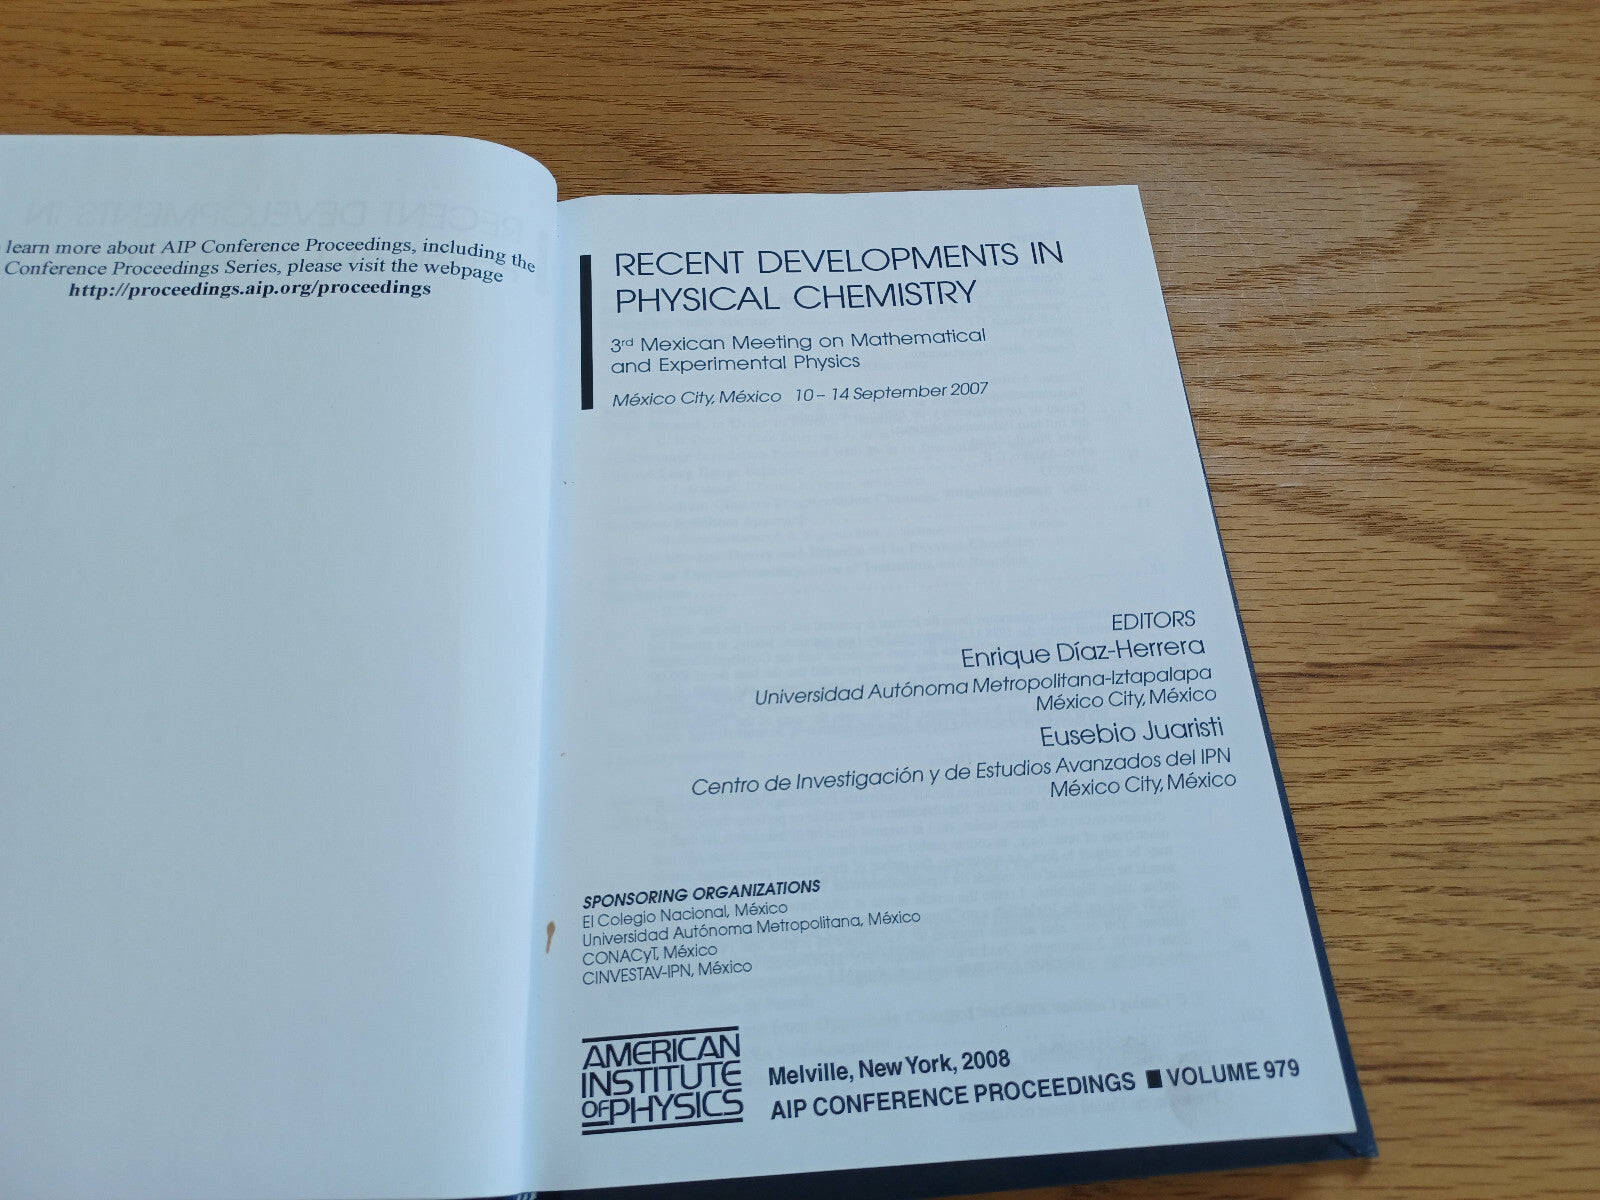 learn more about AIP Conference Proceedings, including the
Conference Proceedings Series, please visit the webpage
http://proceedings.aip.org/proceedings
RECENT DEVELOPMENTS IN
PHYSICAL CHEMISTRY
3rd Mexican Meeting on Mathematical
and Experimental Physics
México City, México 10 – 14 September 2007
EDITORS
Enrique Díaz-Herrera
Universidad Autónoma Metropolitana-Iztapalapa
México City, México
Eusebio Juaristi
Centro de Investigación y de Estudios Avanzados del IPN
México City, México
SPONSORING ORGANIZATIONS
El Colegio Nacional, México
Universidad Autónoma Metropolitana, México
CONACyT, México
CINVESTAV-IPN, México
AMERICAN
INSTITUTE
OF PHYSICS
Melville, New York, 2008
AIP CONFERENCE PROCEEDINGS ■ VOLUME 979